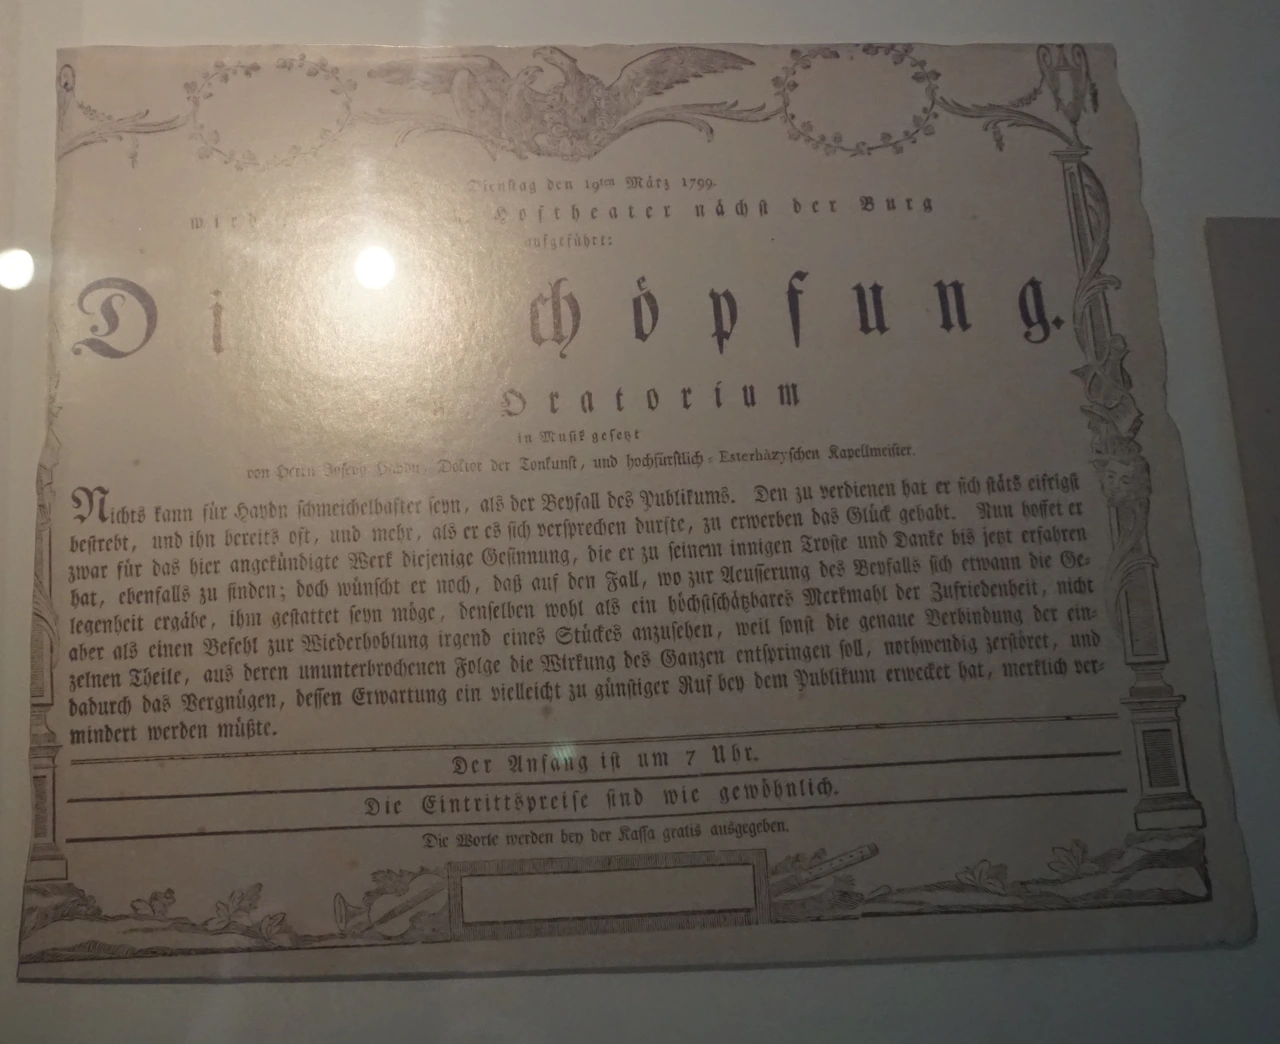 Dienstag den 19ten März 1799.
wird Hoftheater nächst der Burg
aufgeführt:
Di chöpfung.
Oratorium
in Musik gesetzt
von Herrn Joseph Haydn, Doktor der Tonkunst, und hochfürstlich-Esterházyschen Kapellmeister.
Nichts kann für Haydn schmeichelhafter seyn, als der Beyfall des Publikums. Den zu verdienen hat er sich stäts eifrigst
bestrebt, und ihn bereits oft, und mehr, als er es sich versprechen durfte, zu erwerben das Glück gehabt. Nun hoffet er
zwar für das hier angekündigte Werk diejenige Gesinnung, die er zu seinem innigen Troste und Danke bis jetzt erfahren
hat, ebenfalls zu finden; doch wünscht er noch, daß auf den Fall, wo zur Aeusserung des Beyfalls sich etwann die Ge-
legenheit ergäbe, ihm gestattet seyn möge, denselben wohl als ein höchstschätzbares Merkmahl der Zufriedenheit, nicht
aber als einen Befehl zur Wiederhohlung irgend eines Stückes anzusehen, weil sonst die genaue Verbindung der ein-
zelnen Theile, aus deren ununterbrochenen Folge die Wirkung des Ganzen entspringen soll, nothwendig zerstöret, und
dadurch das Vergnügen, dessen Erwartung ein vielleicht zu günstiger Ruf bey dem Publikum erwecket hat, merklich ver-
mindert werden müßte.
Der Anfang ist um 7 Uhr.
Die Eintrittspreise sind wie gewöhnlich.
Die Worte werden bey der Kassa gratis ausgegeben.